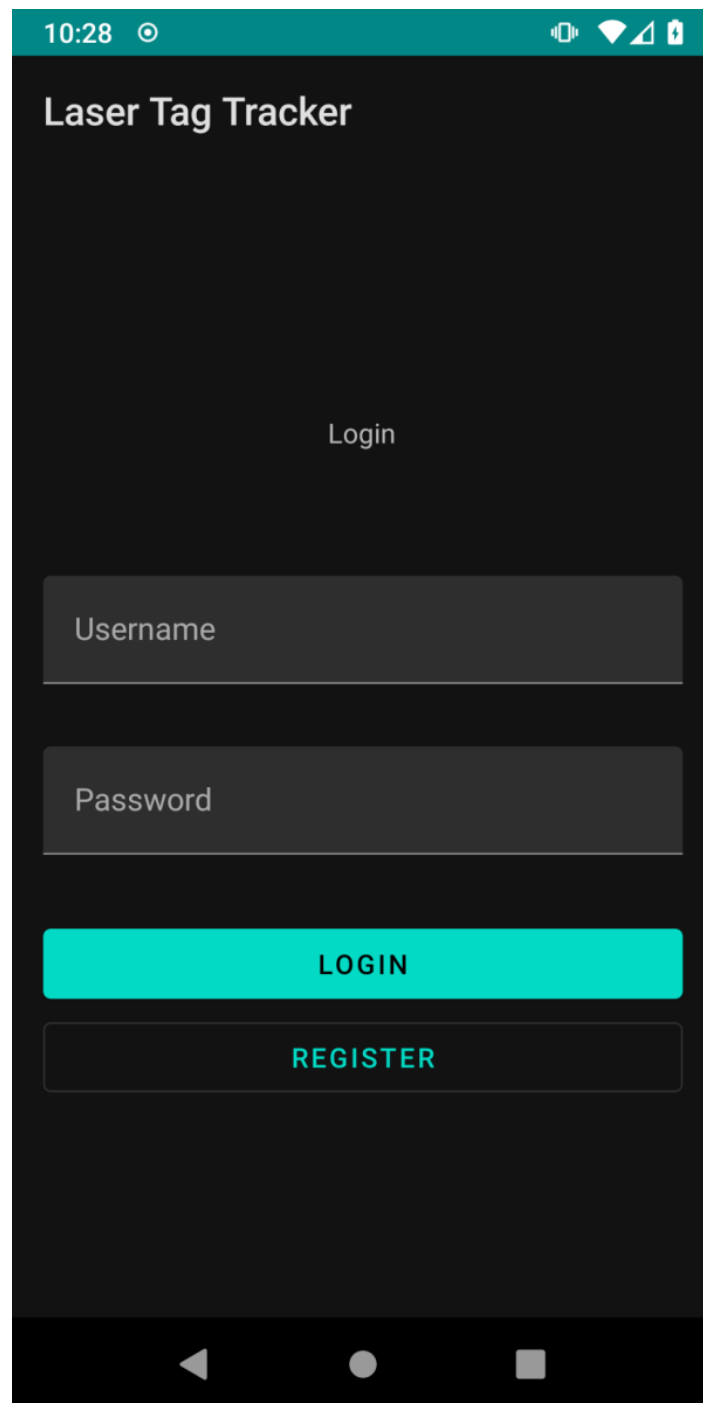 10:28
Laser Tag Tracker
Login
Username
Password
LOGIN
REGISTER